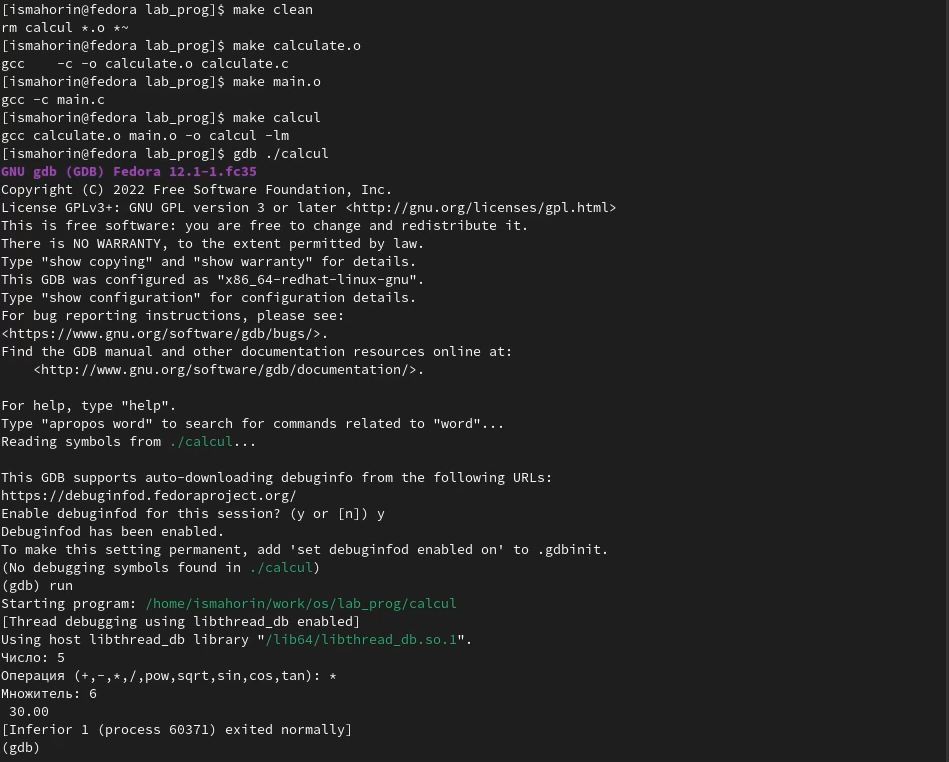 [ismahorin@fedora lab_prog]$ make clean
rm calcul *.o *~
[ismahorin@fedora lab_prog]$ make calculate.o
gcc    -c -o calculate.o calculate.c
[ismahorin@fedora lab_prog]$ make main.o
gcc -c main.c
[ismahorin@fedora lab_prog]$ make calcul
gcc calculate.o main.o -o calcul -lm
[ismahorin@fedora lab_prog]$ gdb ./calcul
GNU gdb (GDB) Fedora 12.1-1.fc35
Copyright (C) 2022 Free Software Foundation, Inc.
License GPLv3+: GNU GPL version 3 or later <http://gnu.org/licenses/gpl.html>
This is free software: you are free to change and redistribute it.
There is NO WARRANTY, to the extent permitted by law.
Type "show copying" and "show warranty" for details.
This GDB was configured as "x86_64-redhat-linux-gnu".
Type "show configuration" for configuration details.
For bug reporting instructions, please see:
<https://www.gnu.org/software/gdb/bugs/>.
Find the GDB manual and other documentation resources online at:
    <http://www.gnu.org/software/gdb/documentation/>.

For help, type "help".
Type "apropos word" to search for commands related to "word"...
Reading symbols from ./calcul...

This GDB supports auto-downloading debuginfo from the following URLs:
https://debuginfod.fedoraproject.org/
Enable debuginfod for this session? (y or [n]) y
Debuginfod has been enabled.
To make this setting permanent, add 'set debuginfod enabled on' to .gdbinit.
(No debugging symbols found in ./calcul)
(gdb) run
Starting program: /home/ismahorin/work/os/lab_prog/calcul
[Thread debugging using libthread_db enabled]
Using host libthread_db library "/lib64/libthread_db.so.1".
Число: 5
Операция (+,-,*,/,pow,sqrt,sin,cos,tan): *
Множитель: 6
 30.00
[Inferior 1 (process 60371) exited normally]
(gdb)